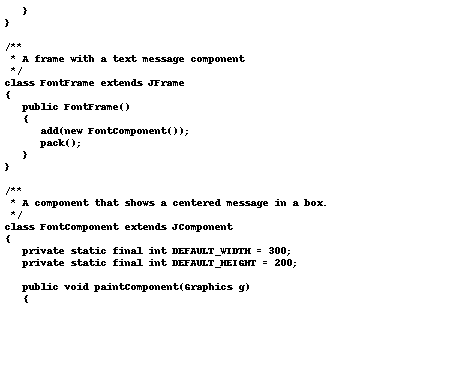 }
}

/**
 * A frame with a text message component
 */
class FontFrame extends JFrame
{
   public FontFrame()
   {
      add(new FontComponent());
      pack();
   }
}

/**
 * A component that shows a centered message in a box.
 */
class FontComponent extends JComponent
{
   private static final int DEFAULT_WIDTH = 300;
   private static final int DEFAULT_HEIGHT = 200;

   public void paintComponent(Graphics g)
   {